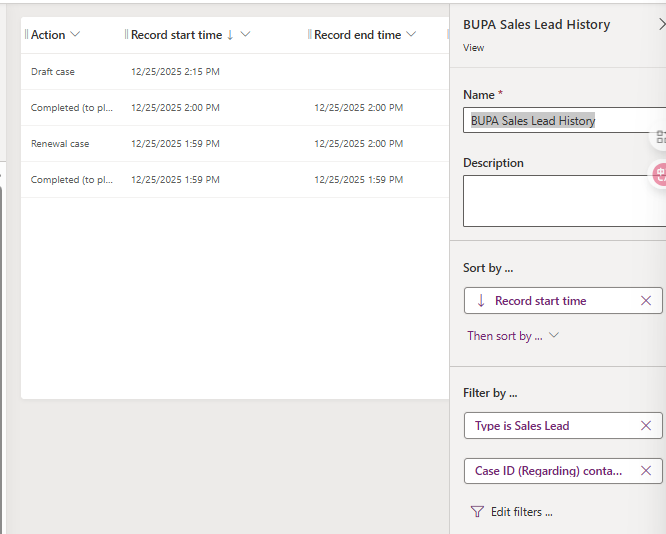 Action Record start time Record end time
Draft case 12/25/2025 2:15 PM
Completed (to pl... 12/25/2025 2:00 PM 12/25/2025 2:00 PM
Renewal case 12/25/2025 1:59 PM 12/25/2025 2:00 PM
Completed (to pl... 12/25/2025 1:59 PM 12/25/2025 1:59 PM
BUPA Sales Lead History
View
Name *
BUPA Sales Lead History
Description
Sort by ...
Record start time
Then sort by ...
Filter by ...
Type is Sales Lead
Case ID (Regarding) conta...
Edit filters ...